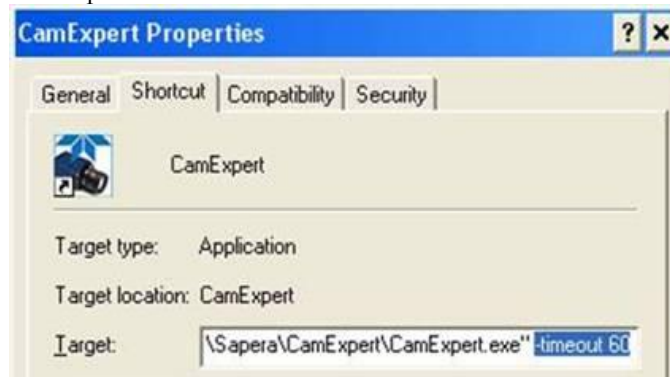 CamExpert Properties ? ×
General Shortcut Compatibility Security
CamExpert
Target type: Application
Target location: CamExpert
Target: \Sapera\CamExpert\CamExpert.exe" -timeout 60